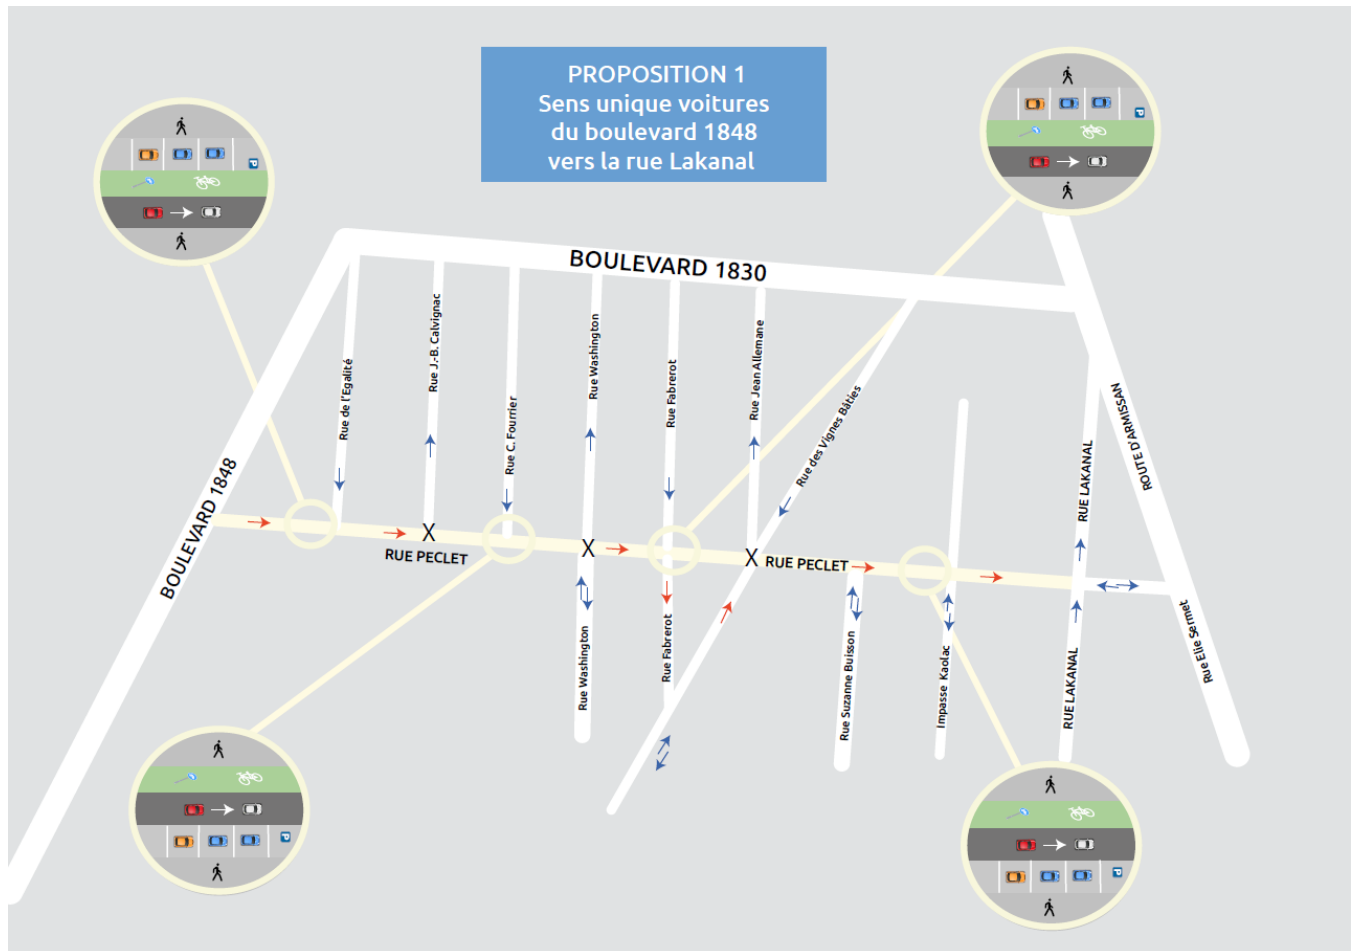 PROPOSITION 1
Sens unique voitures
du boulevard 1848
vers la rue Lakanal
P
P
BOULEVARD 1830
Rue de l'Egalité
Rue J.-B. Calvignac
Rue C. Fourrier
Rue Washington
Rue Fabrerot
Rue Jean Allemane
Rue des Vignes Bâties
ROUTE D'ARMISSAN
RUE LAKANAL
BOULEVARD 1848
X
X
X
RUE PECLET
RUE PECLET
Rue Washington
Rue Fabrerot
Rue Suzanne Buisson
Impasse Kaolac
RUE LAKANAL
Rue Elie Sermet
P
P